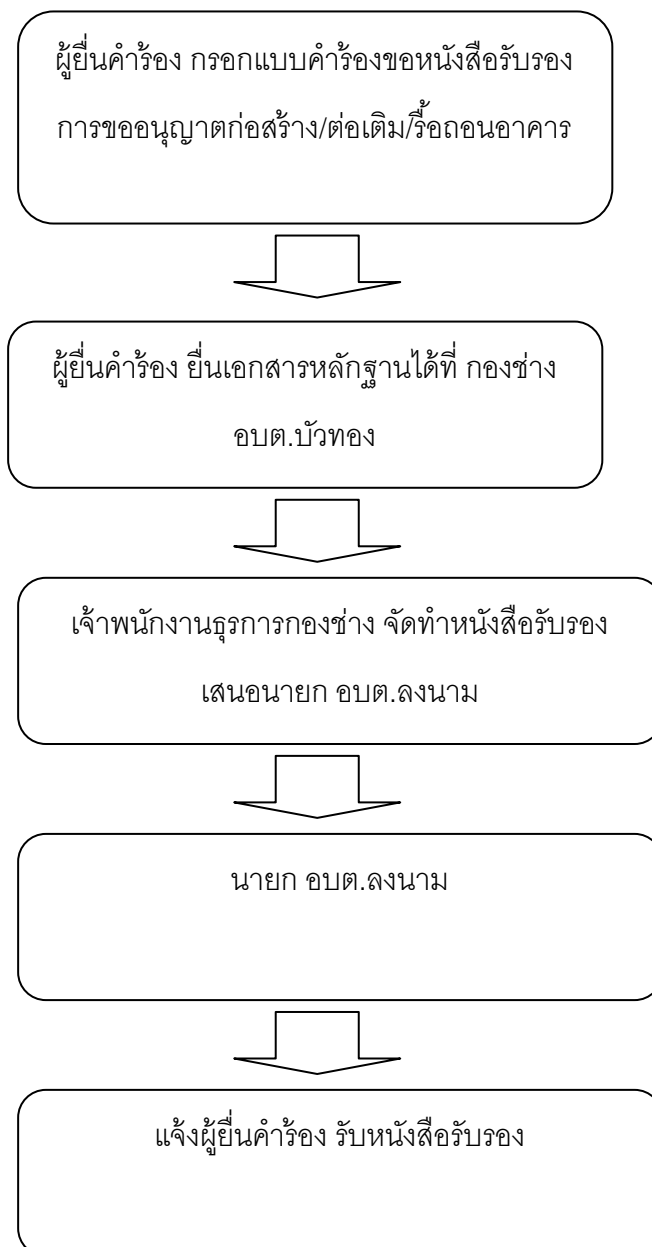 ผู้ยื่นคำร้อง กรอกแบบคำร้องขอหนังสือรับรอง
การขออนุญาตก่อสร้าง/ต่อเติม/รื้อถอนอาคาร
ผู้ยื่นคำร้อง ยื่นเอกสารหลักฐานได้ที่ กองช่าง
อบต.บัวทอง
เจ้าพนักงานธุรการกองช่าง จัดทำหนังสือรับรอง
เสนอนายก อบต.ลงนาม
นายก อบต.ลงนาม
แจ้งผู้ยื่นคำร้อง รับหนังสือรับรอง